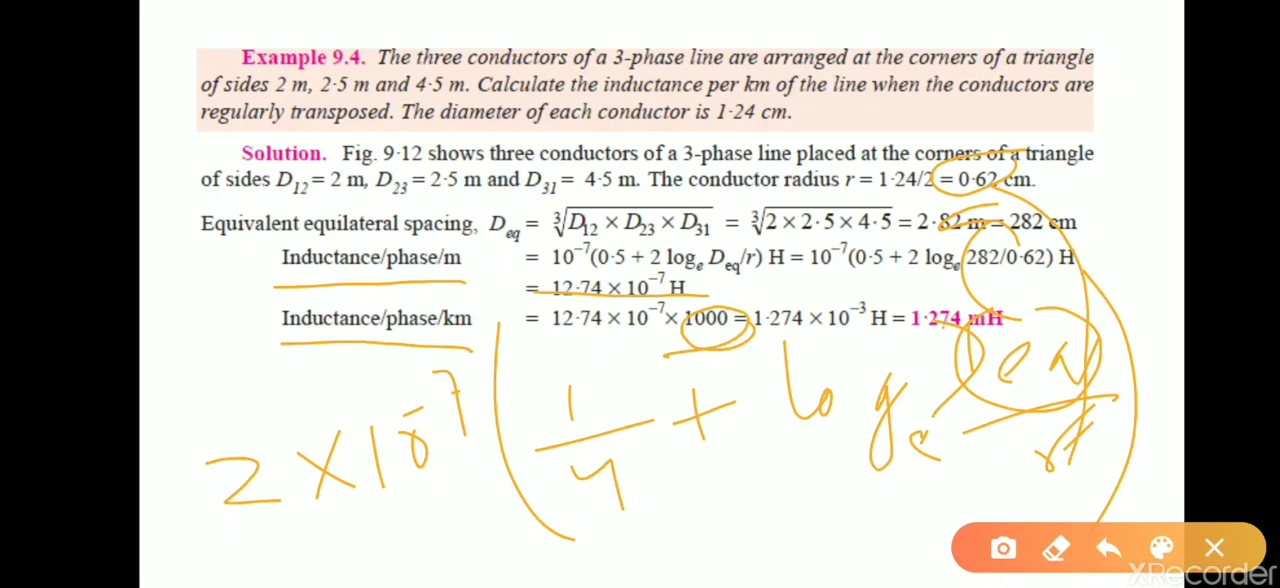 Example 9.4. The three conductors of a 3-phase line are arranged at the corners of a triangle
of sides 2 m, 2·5 m and 4·5 m. Calculate the inductance per km of the line when the conductors are
regularly transposed. The diameter of each conductor is 1·24 cm.
Solution. Fig. 9·12 shows three conductors of a 3-phase line placed at the corners of a triangle
of sides D₁₂ = 2 m, D₂₃ = 2·5 m and D₃₁ = 4·5 m. The conductor radius r = 1·24/2 = 0·62 cm.
Equivalent equilateral spacing, D_eq = ∛(D₁₂ × D₂₃ × D₃₁) = ∛(2 × 2·5 × 4·5) = 2·82 m = 282 cm
Inductance/phase/m = 10⁻⁷(0·5 + 2 logₑ D_eq/r) H = 10⁻⁷(0·5 + 2 logₑ 282/0·62) H
= 12·74 × 10⁻⁷ H
Inductance/phase/km = 12·74 × 10⁻⁷ × 1000 = 1·274 × 10⁻³ H = 1·274 mH
2 × 10⁻⁷ (1/4 + logₑ Deq/r)
XRecorder